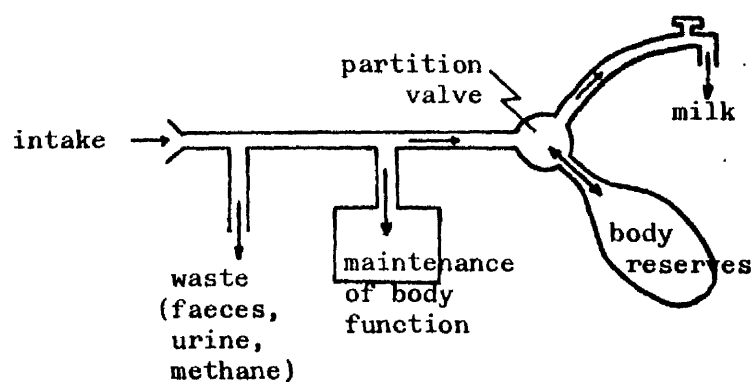 partition
valve
milk
intake
body
reserves
waste
(faeces,
urine,
methane)
maintenance
of body
function